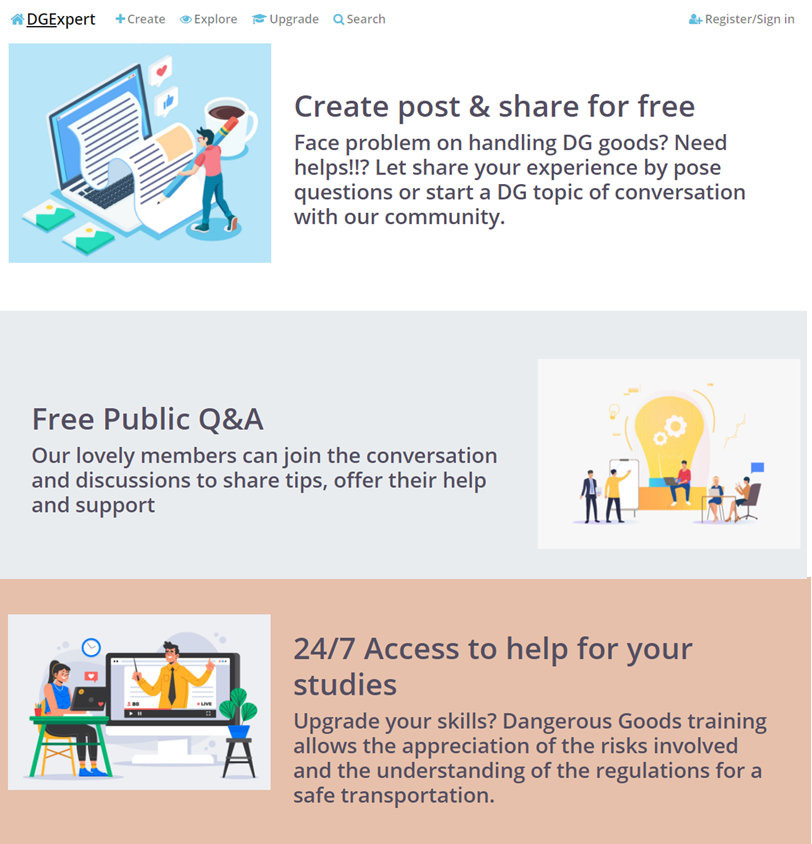 DGExpert Create Explore Upgrade Search Register/Sign in
Create post & share for free
Face problem on handling DG goods? Need
helps!!? Let share your experience by pose
questions or start a DG topic of conversation
with our community.
Free Public Q&A
Our lovely members can join the conversation
and discussions to share tips, offer their help
and support
24/7 Access to help for your
studies
Upgrade your skills? Dangerous Goods training
allows the appreciation of the risks involved
and the understanding of the regulations for a
safe transportation.
80 LIVE